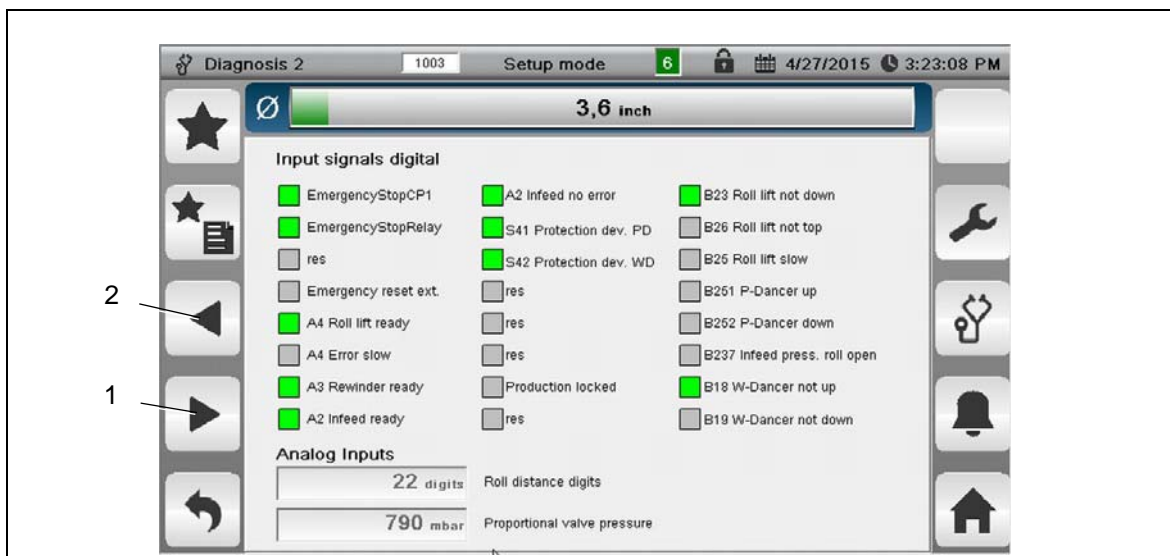 Diagnosis 2 1003 Setup mode 6 4/27/2015 3:23:08 PM
Ø 3,6 inch
Input signals digital
EmergencyStopCP1 A2 Infeed no error B23 Roll lift not down
EmergencyStopRelay S41 Protection dev. PD B26 Roll lift not top
res S42 Protection dev. WD B25 Roll lift slow
Emergency reset ext. res B251 P-Dancer up
2
A4 Roll lift ready res B252 P-Dancer down
A4 Error slow res B237 Infeed press. roll open
A3 Rewinder ready Production locked B18 W-Dancer not up
1
A2 Infeed ready res B19 W-Dancer not down
Analog Inputs
22 digits Roll distance digits
790 mbar Proportional valve pressure